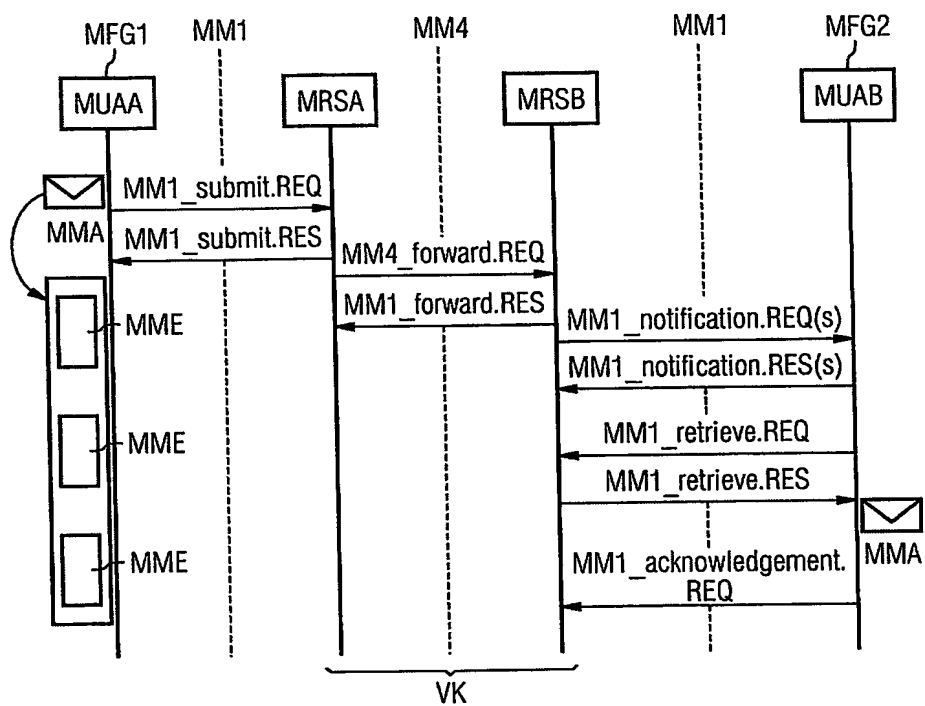 MFG1 MM1 MM4 MM1 MFG2
MUAA MRSA MRSB MUAB
MM1_submit.REQ
MMA
MM1_submit.RES
MM4_forward.REQ
MM1_forward.RES
MME
MM1_notification.REQ(s)
MM1_notification.RES(s)
MME
MM1_retrieve.REQ
MM1_retrieve.RES
MMA
MME
MM1_acknowledgement.
REQ
VK